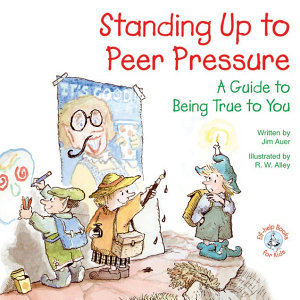 Standing Up to
Peer Pressure
A Guide to
Being True to You
Written by
Jim Auer
Illustrated by
R. W. Alley
IT'S GOOD
Elf-help Books
for Kids